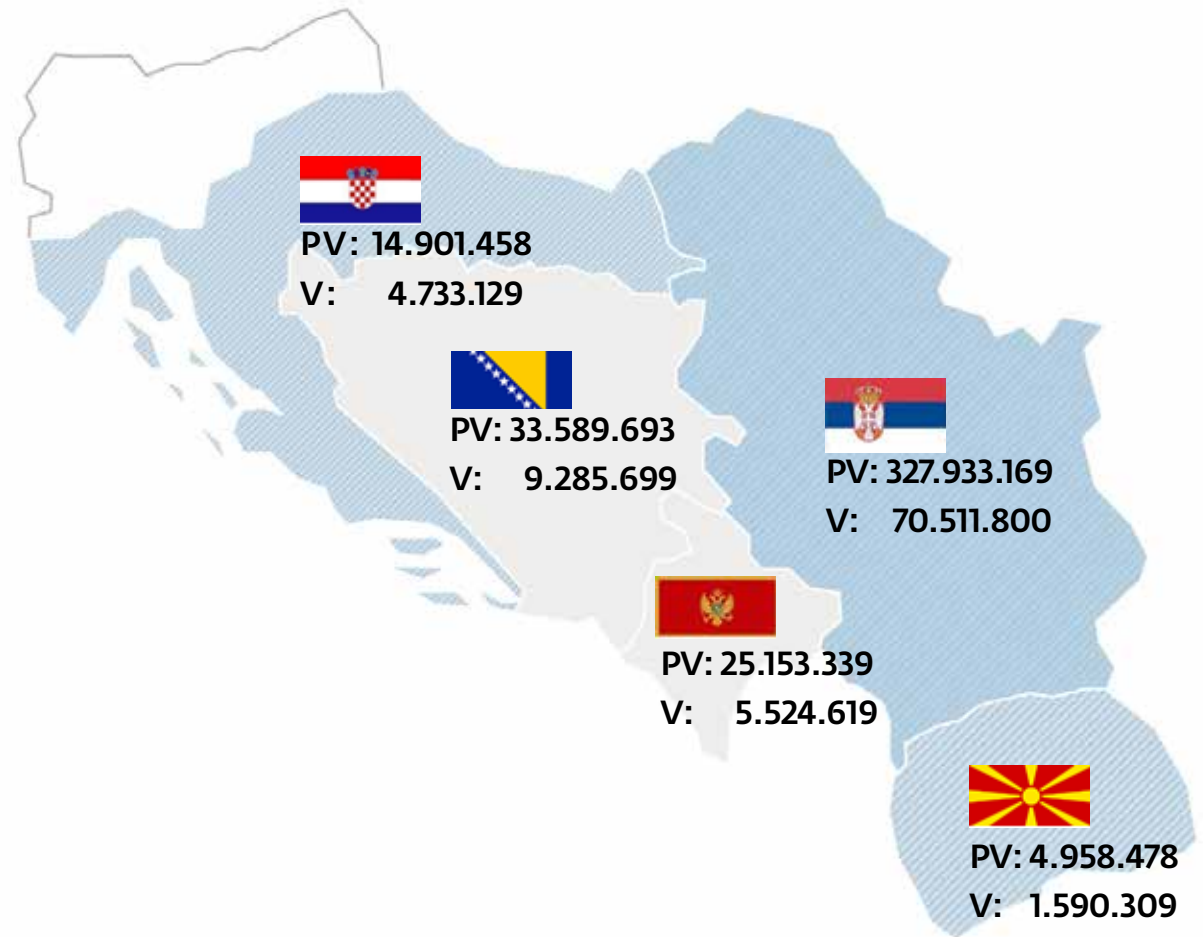 PV: 14.901.458
V: 4.733.129
PV: 33.589.693
V: 9.285.699
PV: 327.933.169
V: 70.511.800
PV: 25.153.339
V: 5.524.619
PV: 4.958.478
V: 1.590.309